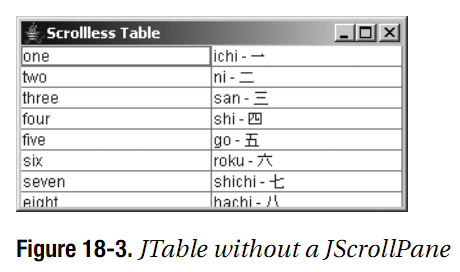 Scrollless Table
one ichi - 一
two ni - 二
three san - 三
four shi - 四
five go - 五
six roku - 六
seven shichi - 七
eight hachi - 八
Figure 18-3. JTable without a JScrollPane